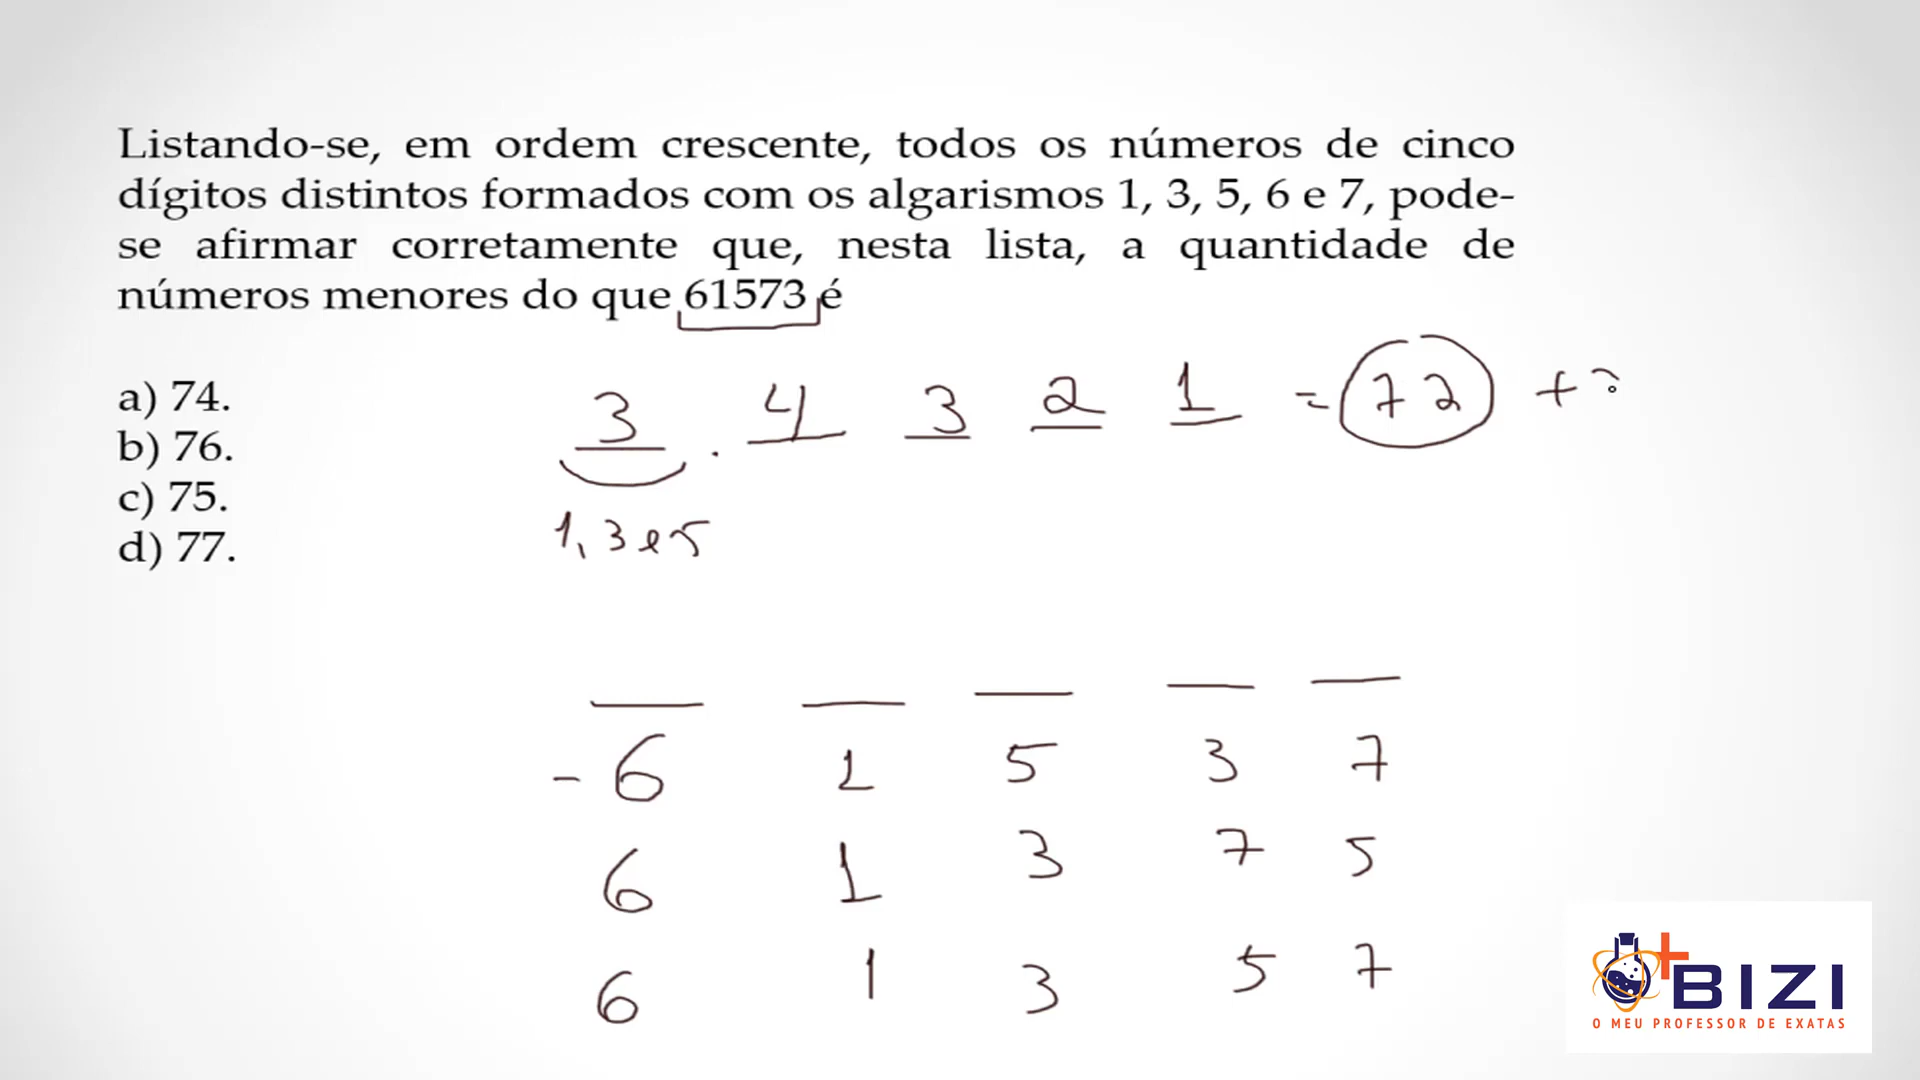 Listando-se, em ordem crescente, todos os números de cinco
dígitos distintos formados com os algarismos 1, 3, 5, 6 e 7, pode-
se afirmar corretamente que, nesta lista, a quantidade de
números menores do que 61573 é
a) 74.
b) 76.
c) 75.
d) 77.
3 . 4 3 2 1 = 72 +
1, 3 e 5
- 6 1 5 3 7
6 1 3 7 5
6 1 3 5 7
+BIZI
O MEU PROFESSOR DE EXATAS